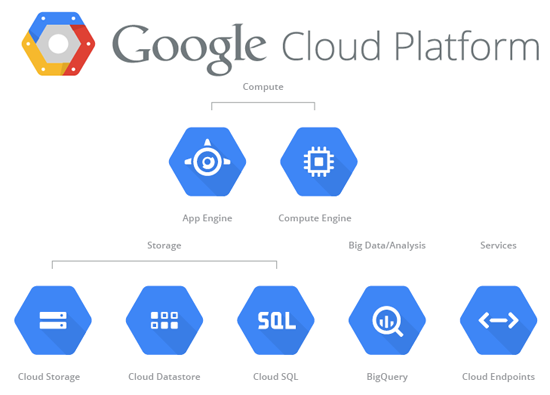 Google Cloud Platform
Compute
App Engine Compute Engine
Storage Big Data/Analysis Services
SQL
Cloud Storage Cloud Datastore Cloud SQL BigQuery Cloud Endpoints